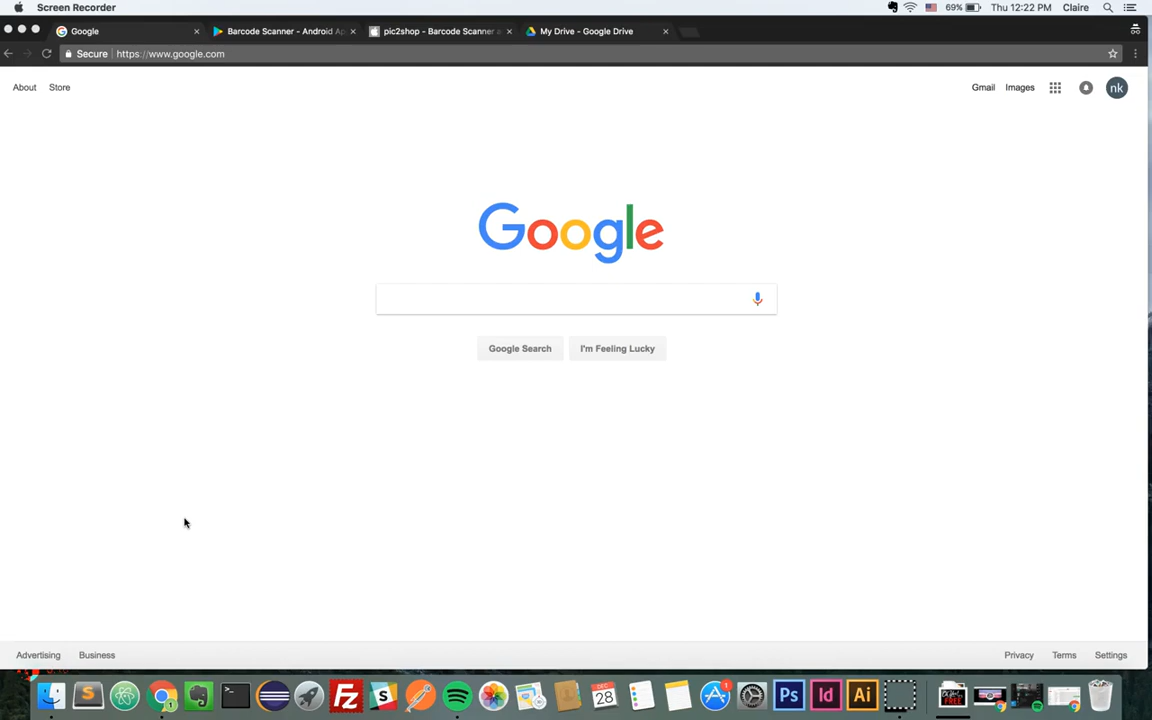 Screen Recorder
69% Thu 12:22 PM Claire
Google
Barcode Scanner - Android Ap
pic2shop - Barcode Scanner
My Drive - Google Drive
Secure https://www.google.com
About Store
Gmail Images nk
Google
Google Search I'm Feeling Lucky
Advertising Business
Privacy Terms Settings
DEC
28
1
Ps Id Ai